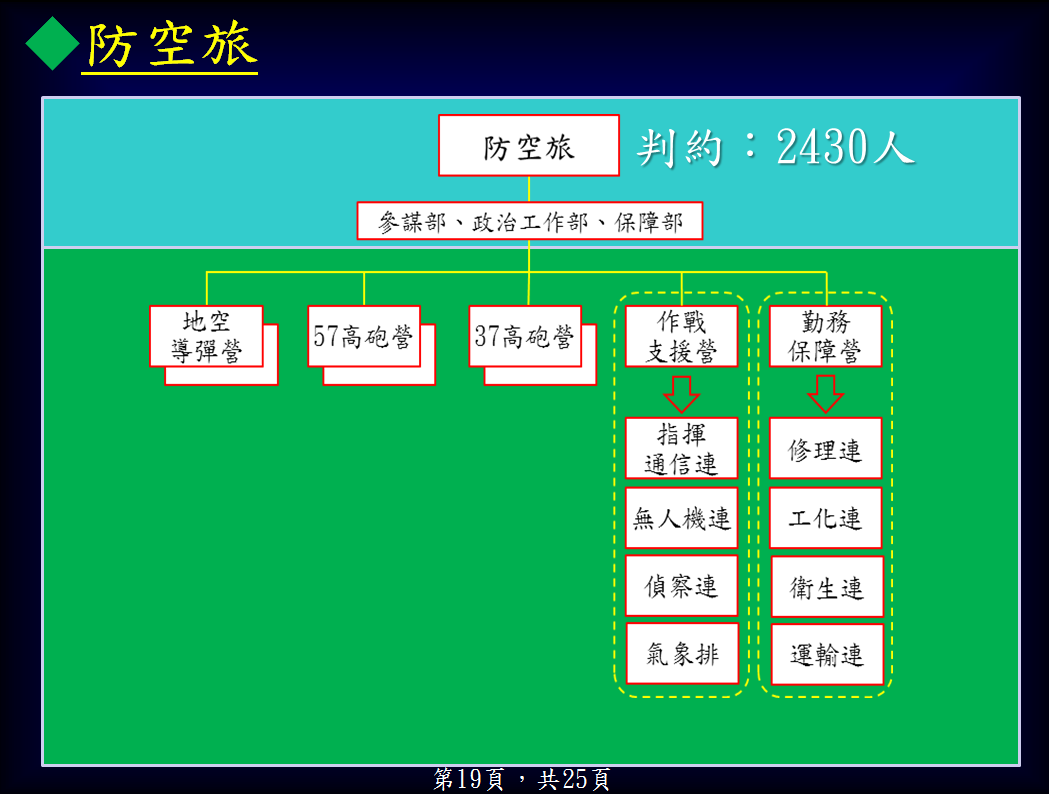 防空旅
防空旅
判約：2430人
參謀部、政治工作部、保障部
地空
導彈營
57高砲營
37高砲營
作戰
支援營
勤務
保障營
指揮
通信連
修理連
無人機連
工化連
偵察連
衛生連
氣象排
運輸連
第19頁，共25頁